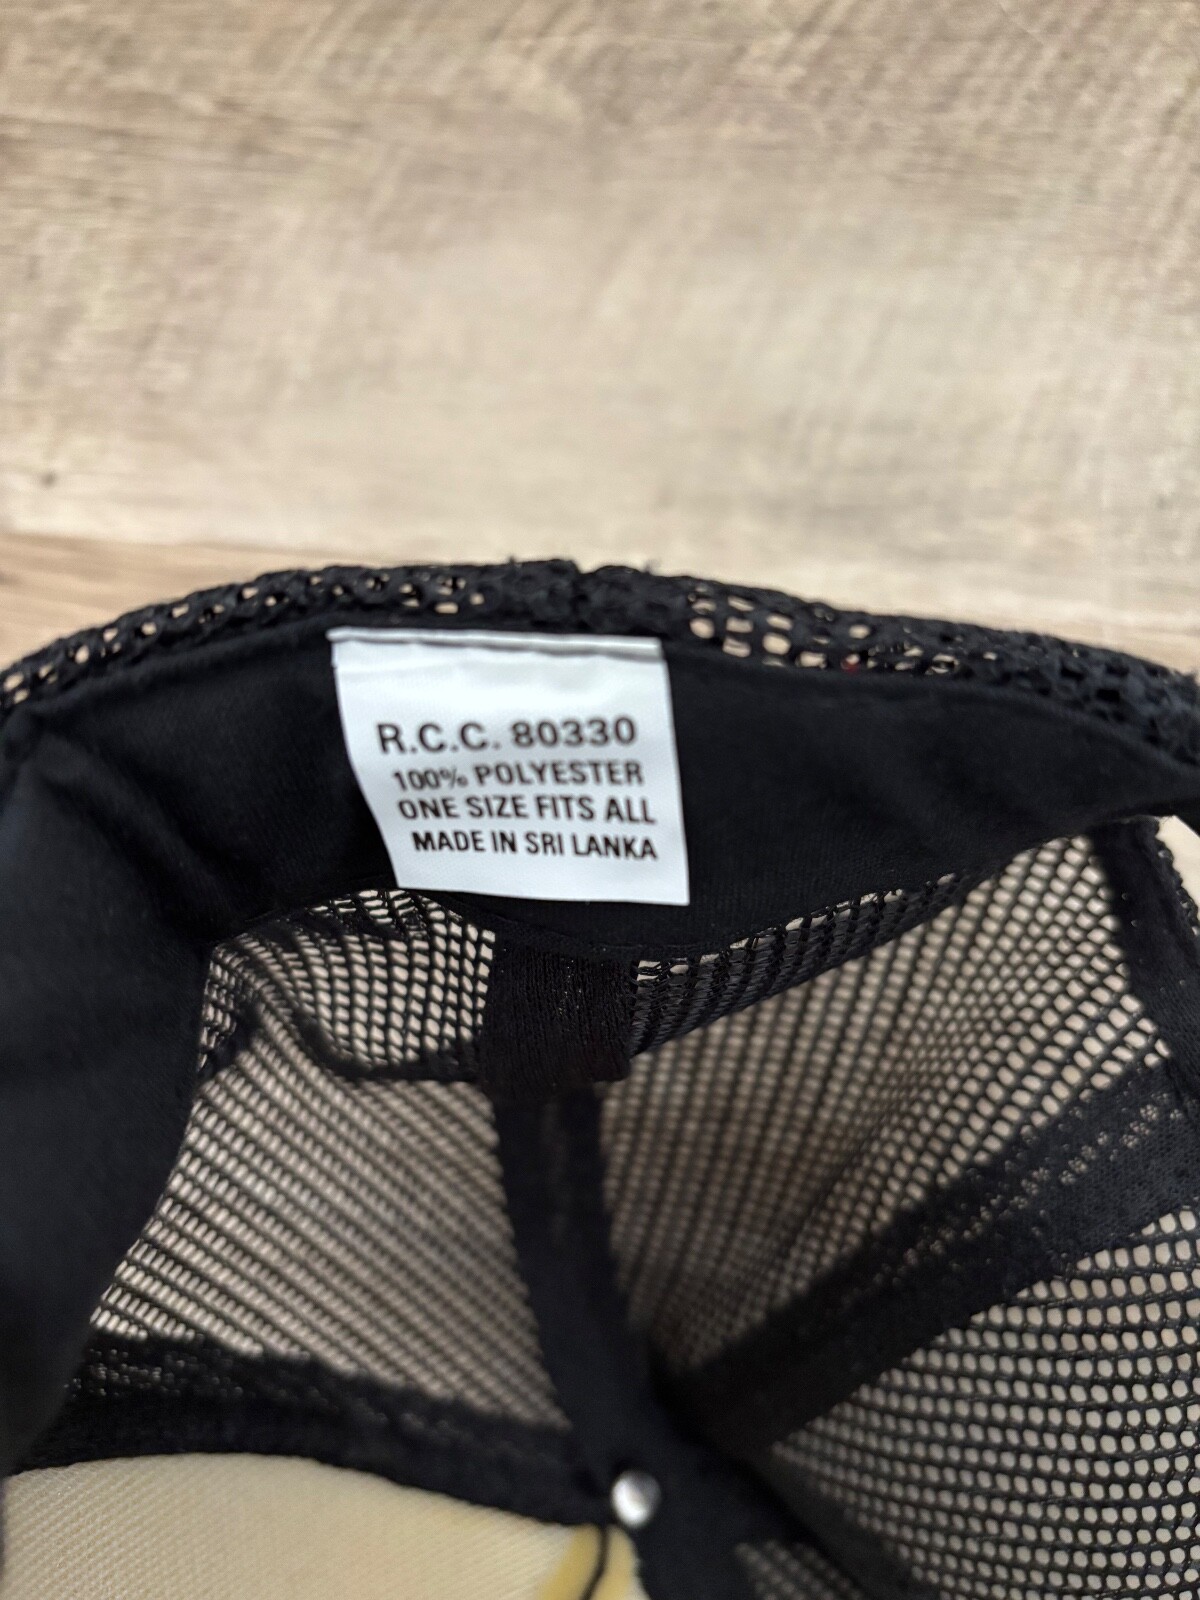 R.C.C. 80330
100% POLYESTER
ONE SIZE FITS ALL
MADE IN SRI LANKA